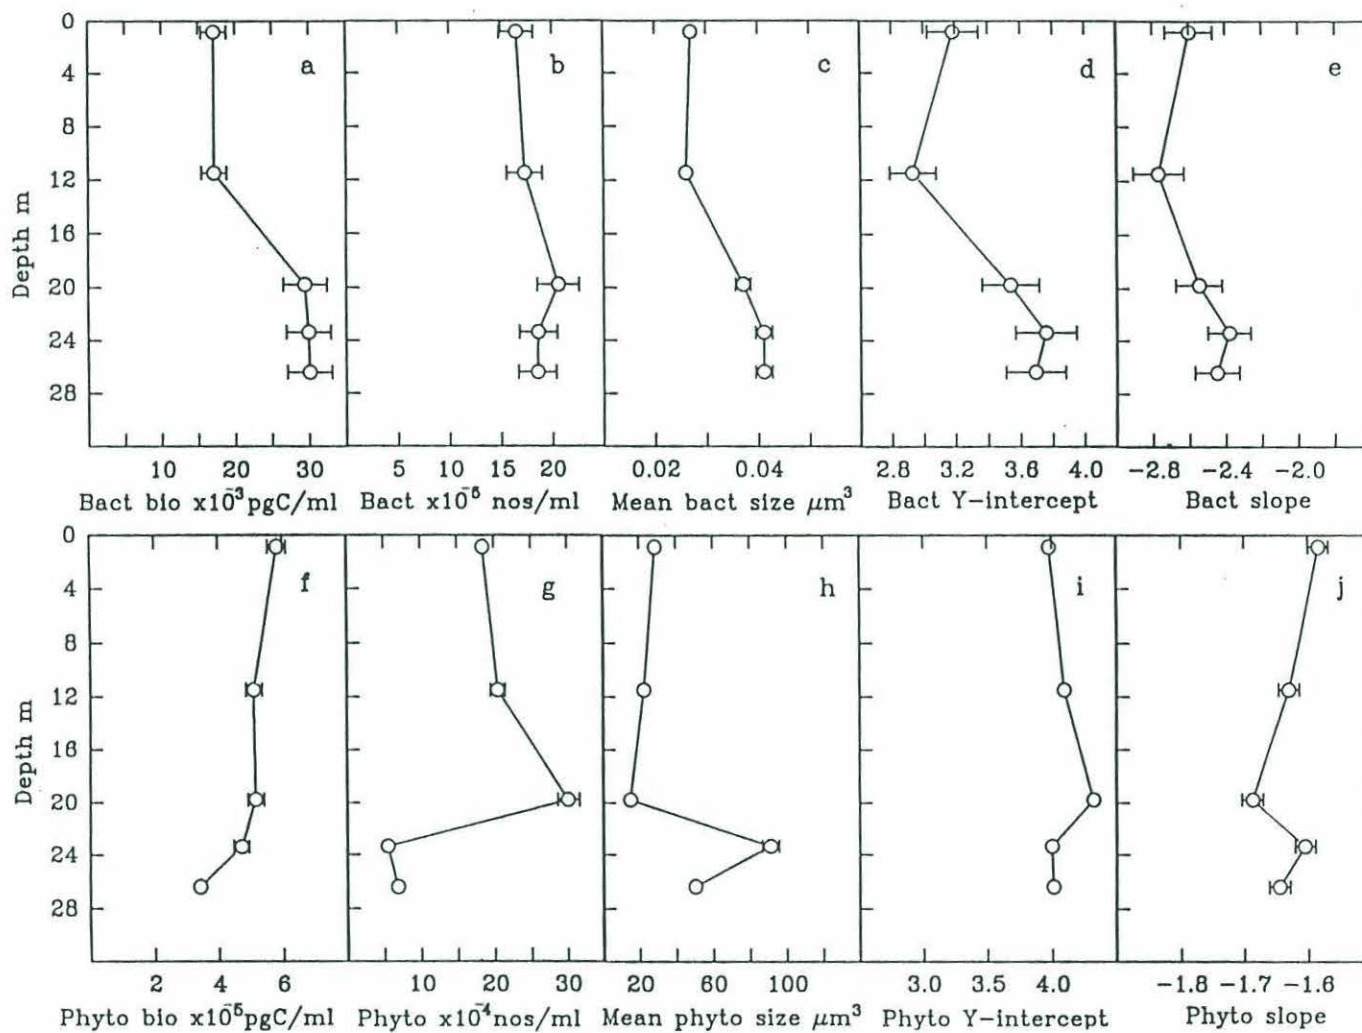 a b c d e
0
4
8
12
16
20
24
28
Depth m
10 20 30 5 10 15 20 0.02 0.04 2.8 3.2 3.6 4.0 −2.8 −2.4 −2.0
Bact bio x10⁻³pgC/ml Bact x10⁻⁵ nos/ml Mean bact size μm³ Bact Y−intercept Bact slope
f g h i j
0
4
8
12
16
20
24
28
Depth m
2 4 6 10 20 30 20 60 100 3.0 4.0 −1.8 −1.7 −1.6
Phyto bio x10⁻⁵pgC/ml Phyto x10⁻⁴nos/ml Mean phyto size μm³ Phyto Y−intercept Phyto slope